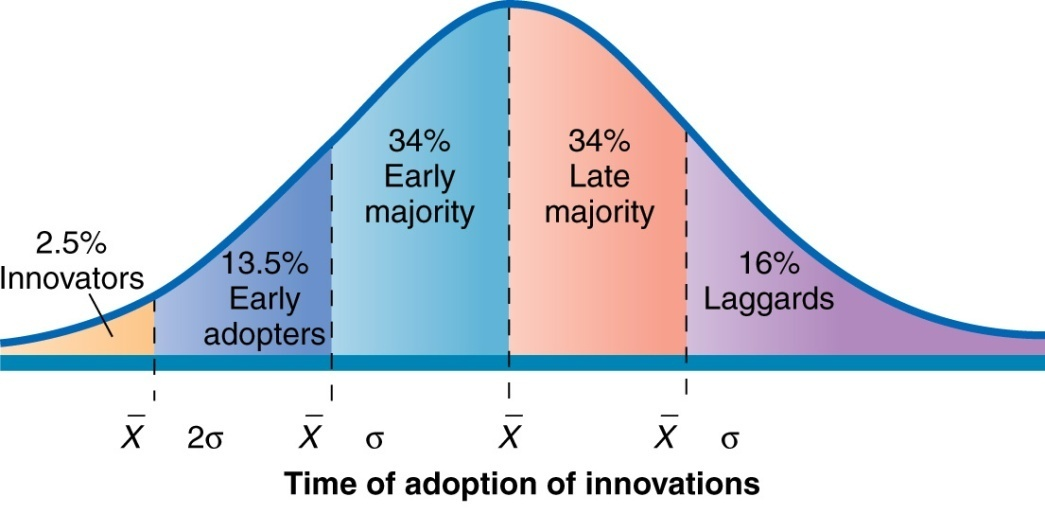 34%
Early
majority
34%
Late
majority
2.5%
Innovators
13.5%
Early
adopters
16%
Laggards
X̅ 2σ X̅ σ X̅ X̅ σ
Time of adoption of innovations